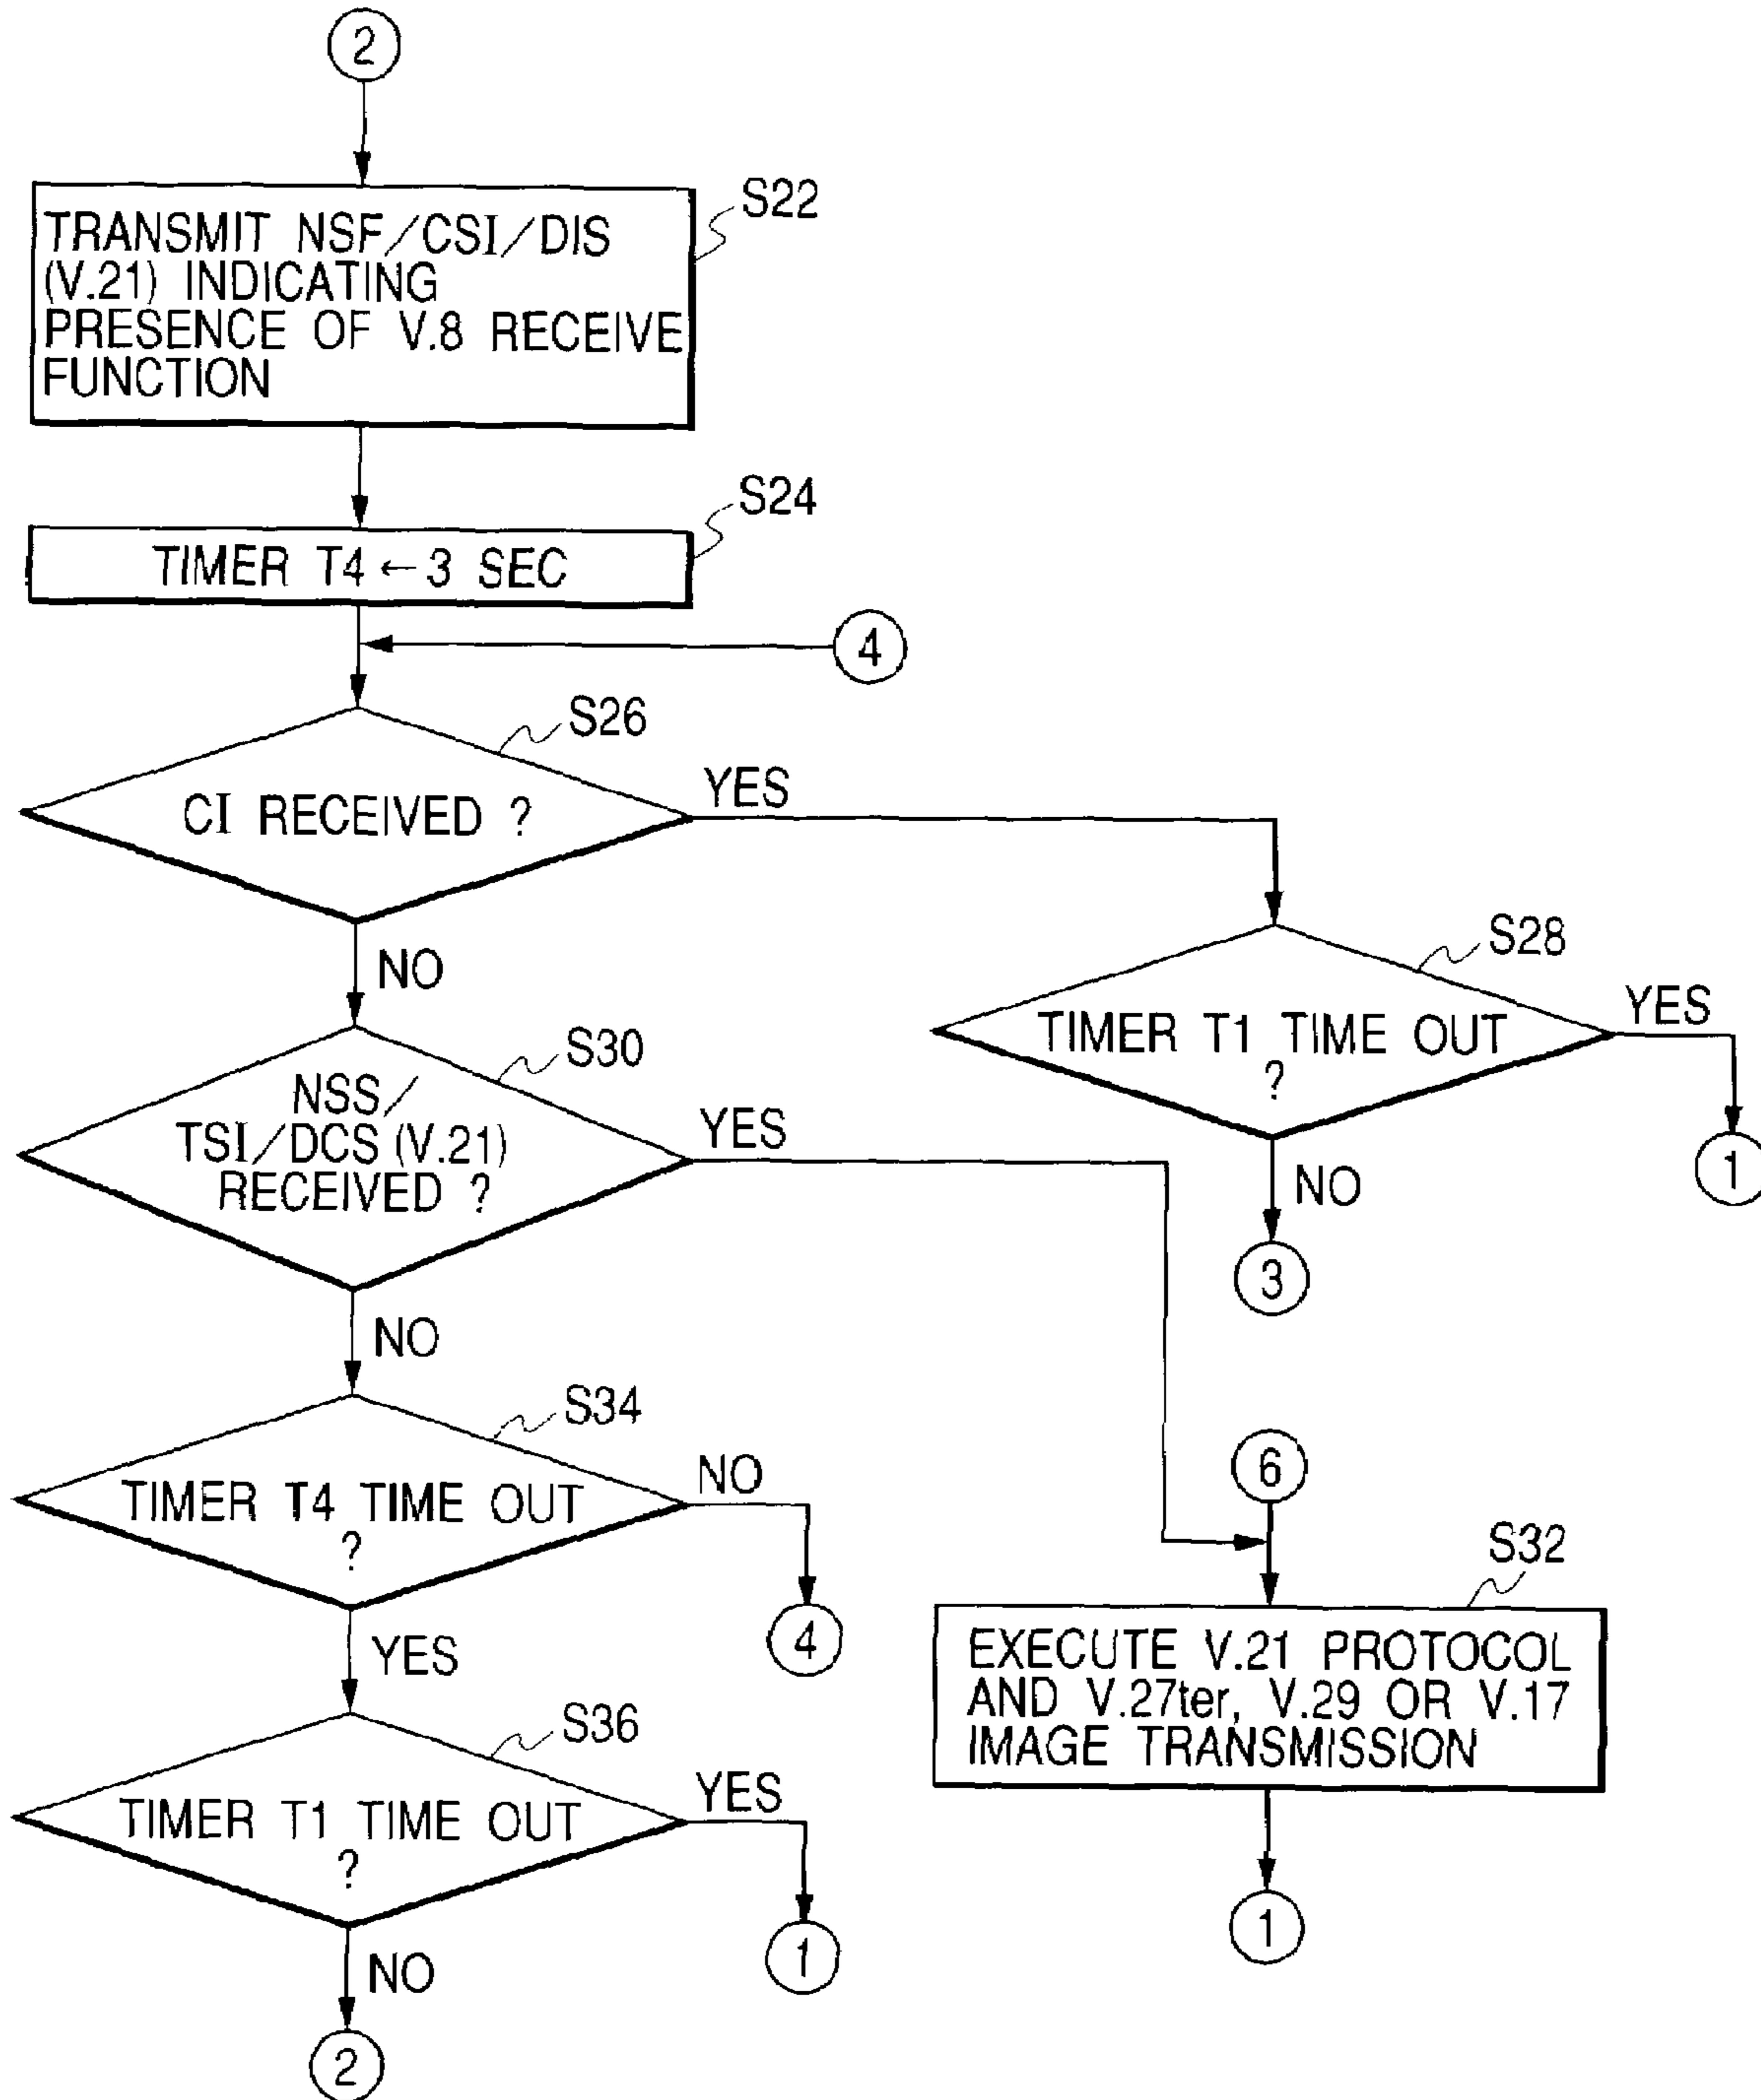 2
TRANSMIT NSF/CSI/DIS
(V.21) INDICATING
PRESENCE OF V.8 RECEIVE
FUNCTION
S22
TIMER T4 ← 3 SEC
S24
4
S26
CI RECEIVED ?
YES
NO
S28
TIMER T1 TIME OUT
?
YES
1
NO
3
S30
NSS/
TSI/DCS (V.21)
RECEIVED ?
YES
NO
S34
TIMER T4 TIME OUT
?
NO
4
YES
6
S32
EXECUTE V.21 PROTOCOL
AND V.27ter, V.29 OR V.17
IMAGE TRANSMISSION
1
S36
TIMER T1 TIME OUT
?
YES
1
NO
2